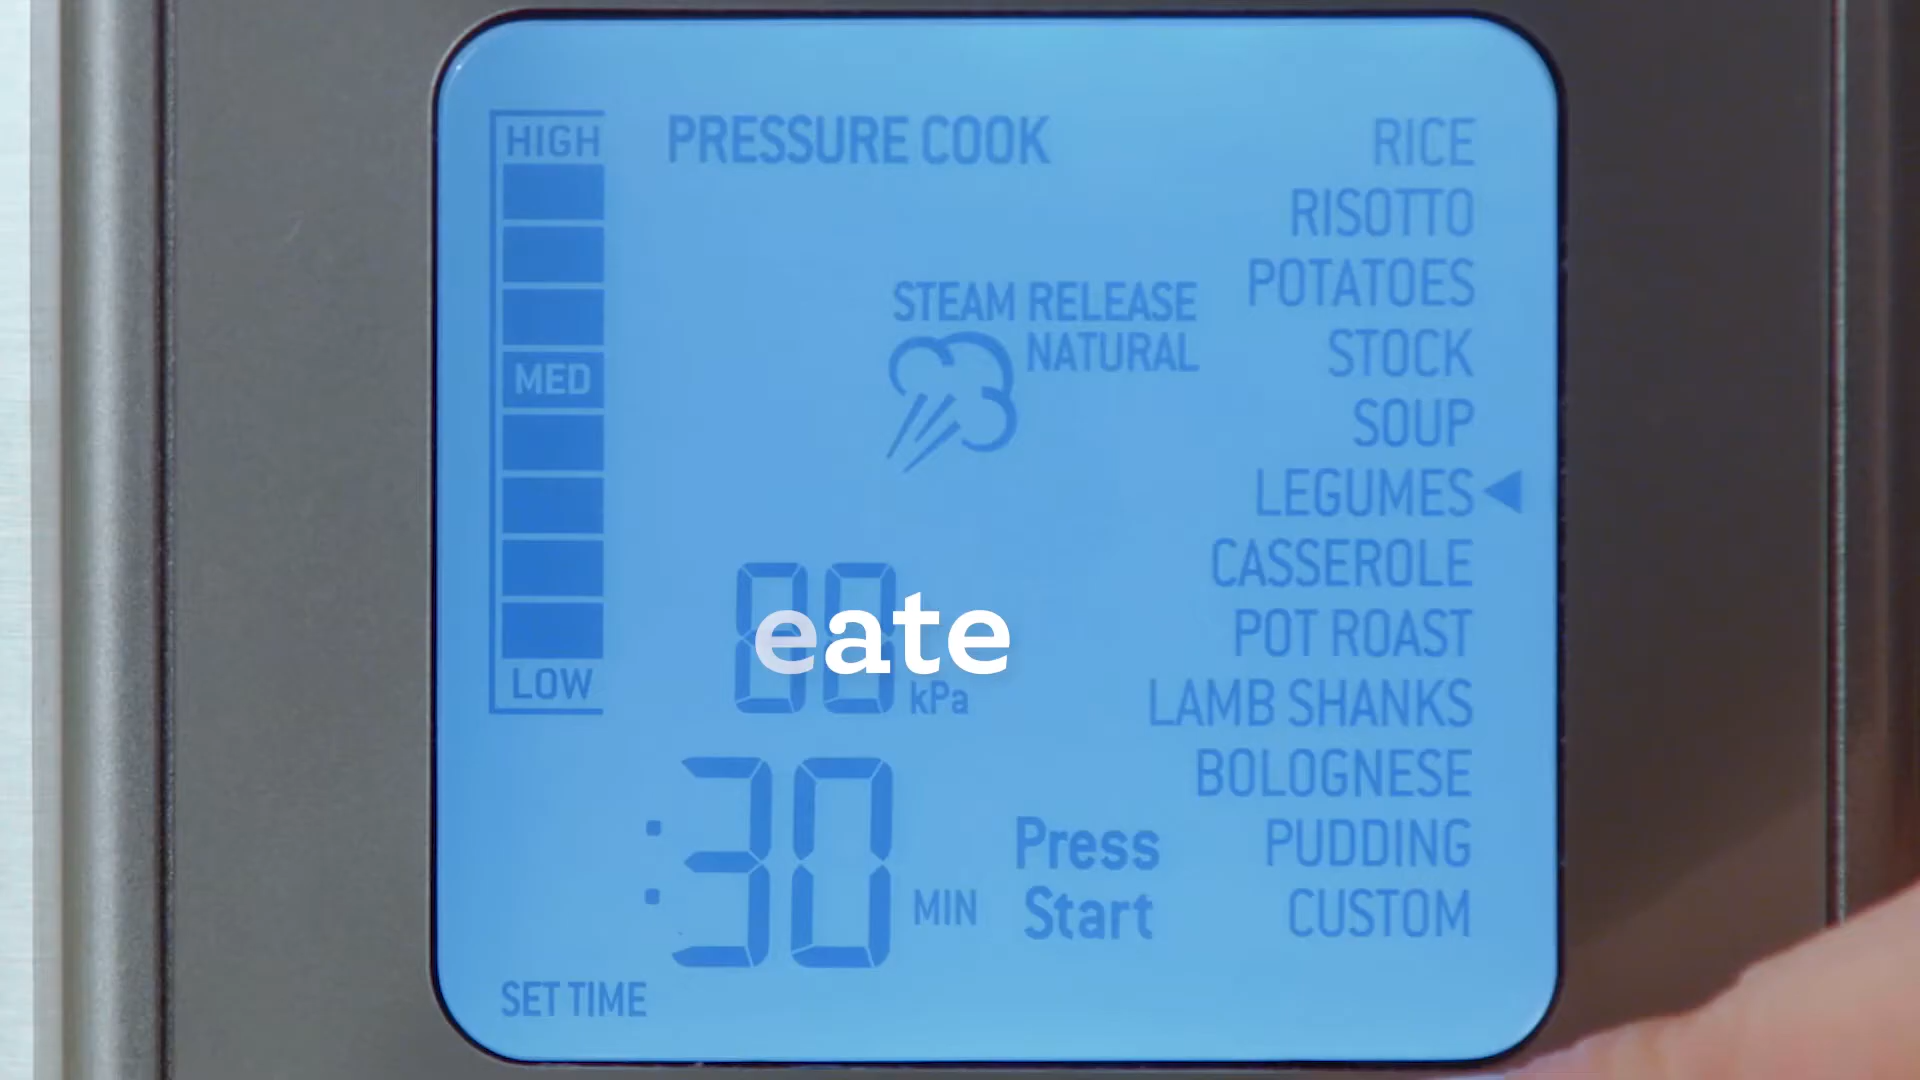 HIGH
MED
LOW
PRESSURE COOK
STEAM RELEASE
NATURAL
eate
kPa
:30 MIN
Press
Start
SET TIME
RICE
RISOTTO
POTATOES
STOCK
SOUP
LEGUMES
CASSEROLE
POT ROAST
LAMB SHANKS
BOLOGNESE
PUDDING
CUSTOM